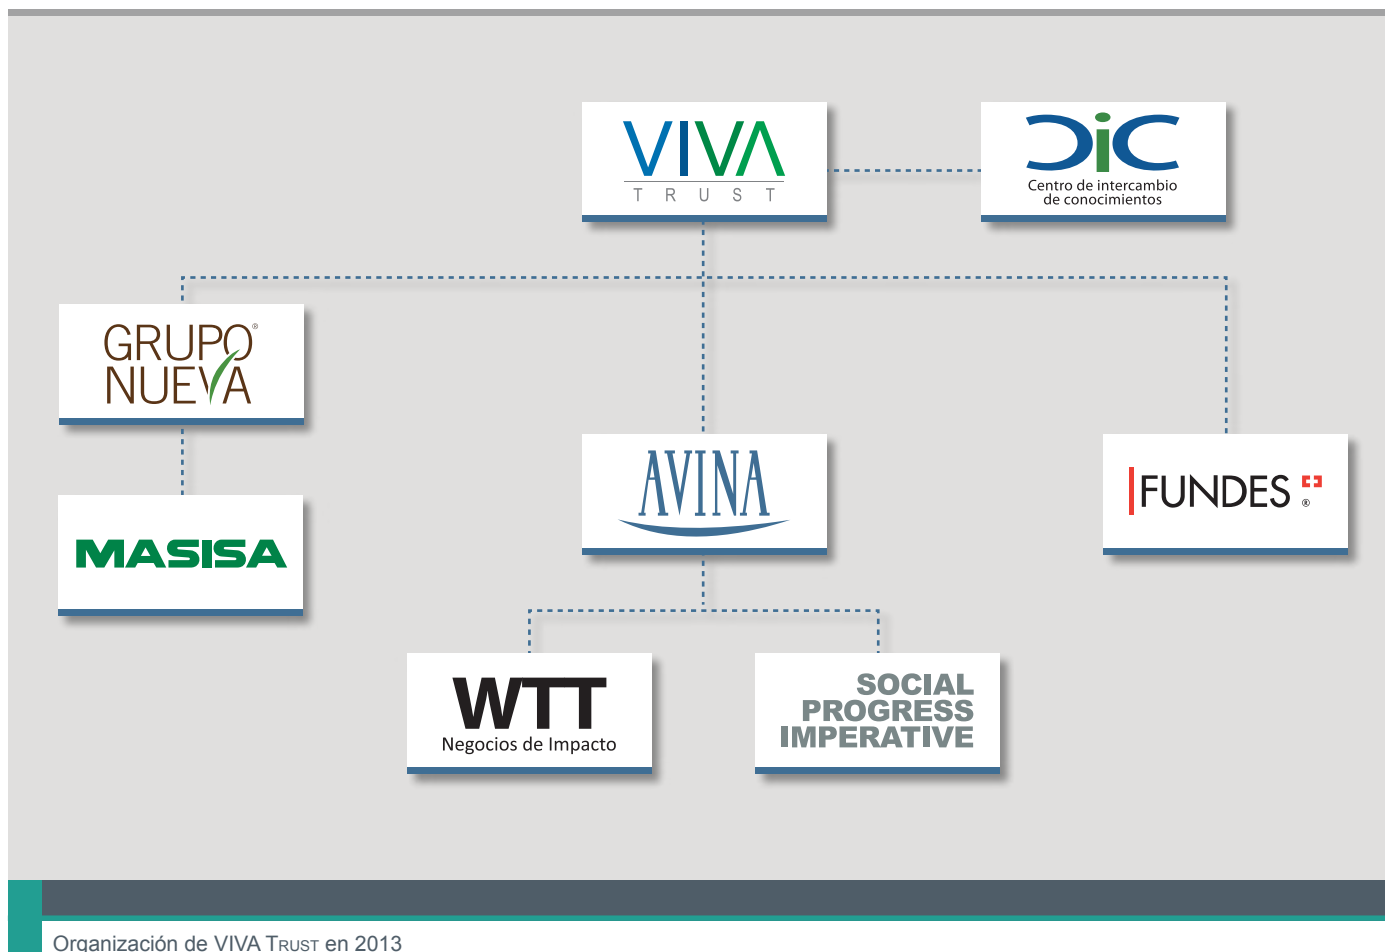 VIVA
TRUST
CiC
Centro de intercambio
de conocimientos
GRUPO®
NUEVA
AVINA
FUNDES ®
MASISA
WTT
Negocios de Impacto
SOCIAL
PROGRESS
IMPERATIVE
Organización de VIVA TRUST en 2013